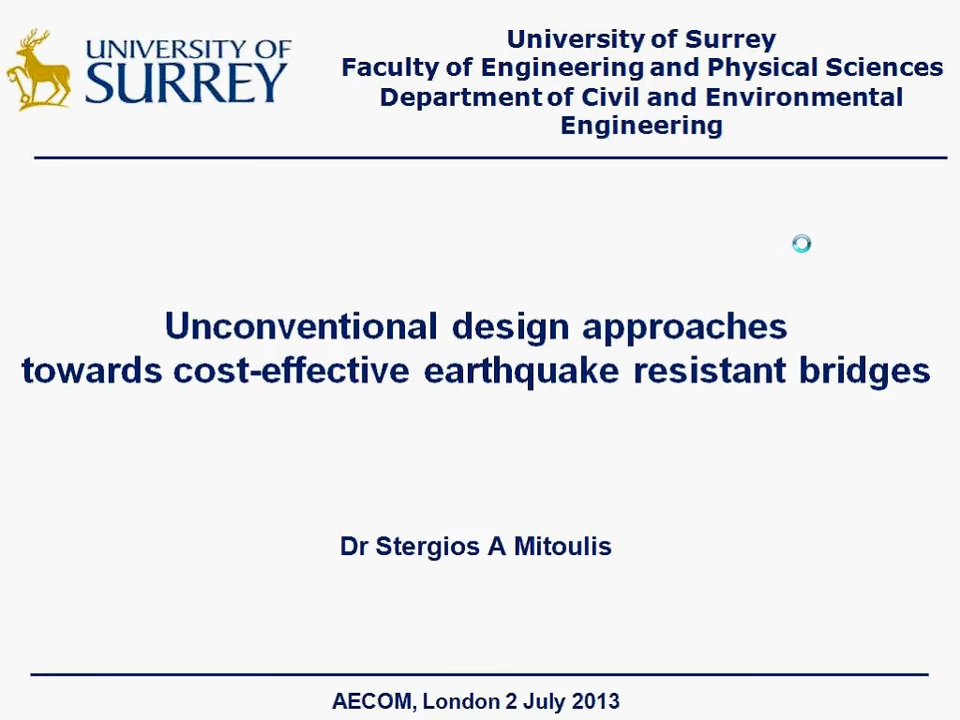 UNIVERSITY OF
SURREY
University of Surrey
Faculty of Engineering and Physical Sciences
Department of Civil and Environmental
Engineering
Unconventional design approaches
towards cost-effective earthquake resistant bridges
Dr Stergios A Mitoulis
AECOM, London 2 July 2013